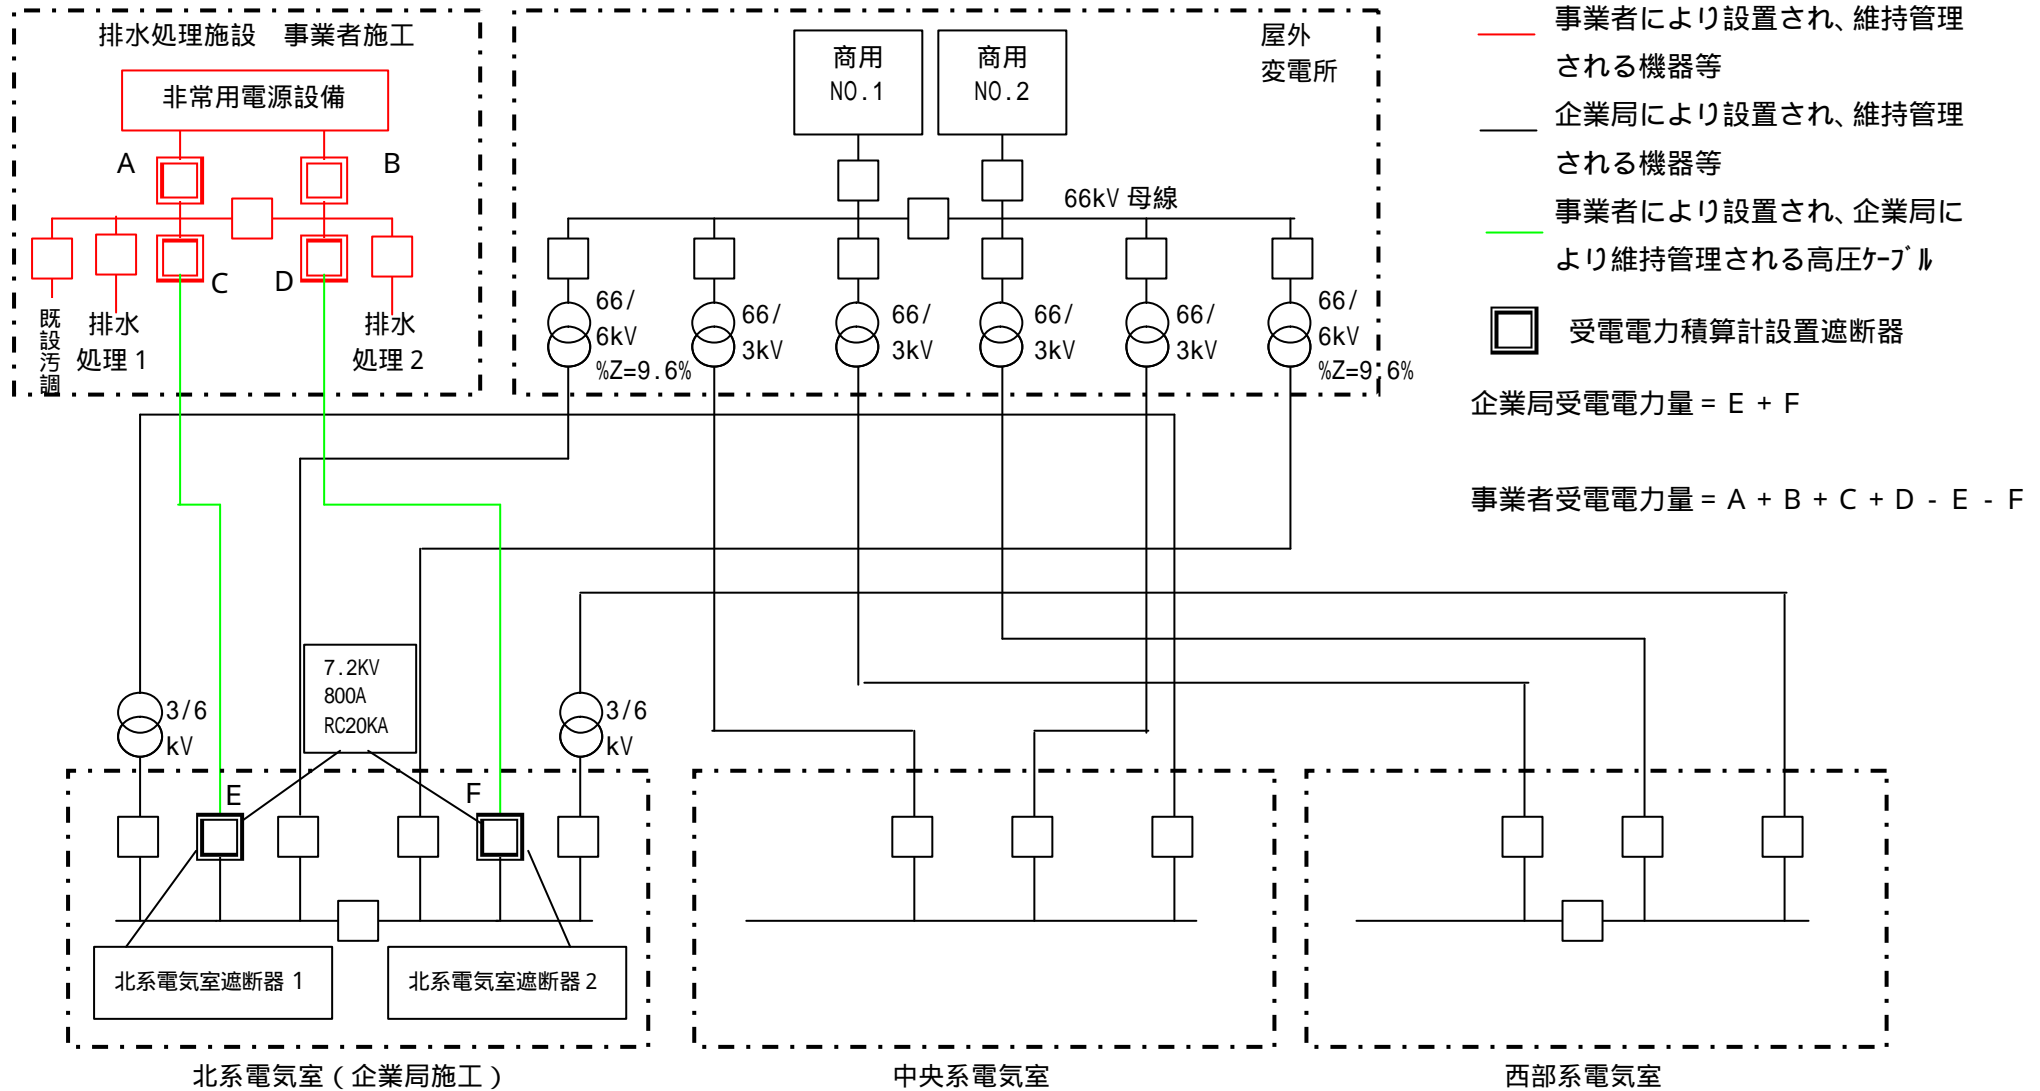 排水処理施設　事業者施工
非常用電源設備
A
B
C
D
既設汚調
排水
処理 1
排水
処理 2
商用
NO.1
商用
NO.2
屋外
変電所
66kV 母線
66/
6kV
%Z=9.6%
66/
3kV
66/
3kV
66/
3kV
66/
3kV
66/
6kV
%Z=9.6%
事業者により設置され、維持管理
される機器等
企業局により設置され、維持管理
される機器等
事業者により設置され、企業局に
より維持管理される高圧ｹｰﾌﾞﾙ
受電電力積算計設置遮断器
企業局受電電力量 = E + F
事業者受電電力量 = A + B + C + D - E - F
3/6
kV
7.2KV
800A
RC20KA
3/6
kV
E
F
北系電気室遮断器 1
北系電気室遮断器 2
北系電気室 ( 企業局施工 )
中央系電気室
西部系電気室